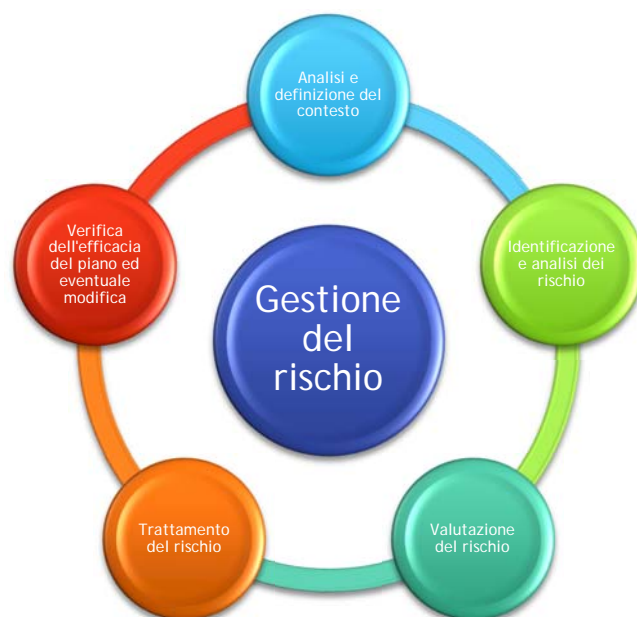 Analisi e
definizione del
contesto
Identificazione
e analisi dei
rischio
Valutazione
del rischio
Trattamento
del rischio
Verifica
dell'efficacia
del piano ed
eventuale
modifica
Gestione
del
rischio